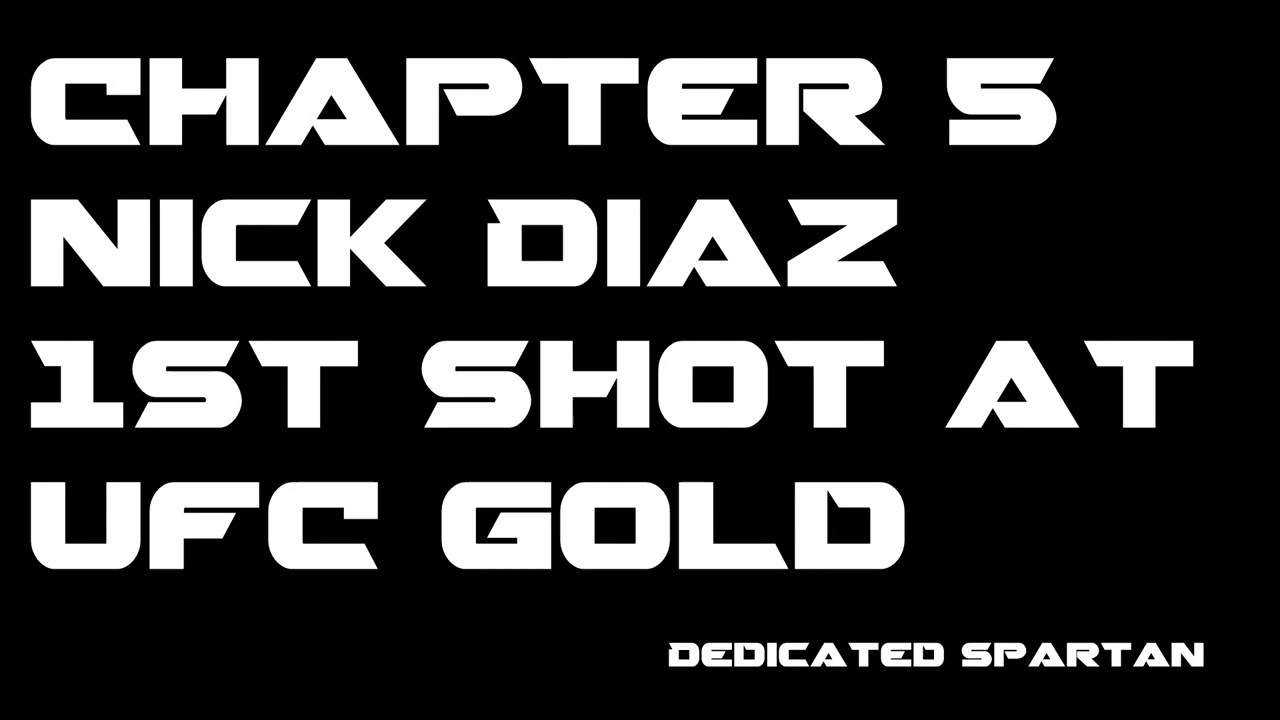 CHAPTER 5
NICK DIAZ
1ST SHOT AT
UFC GOLD
DEDICATED SPARTAN